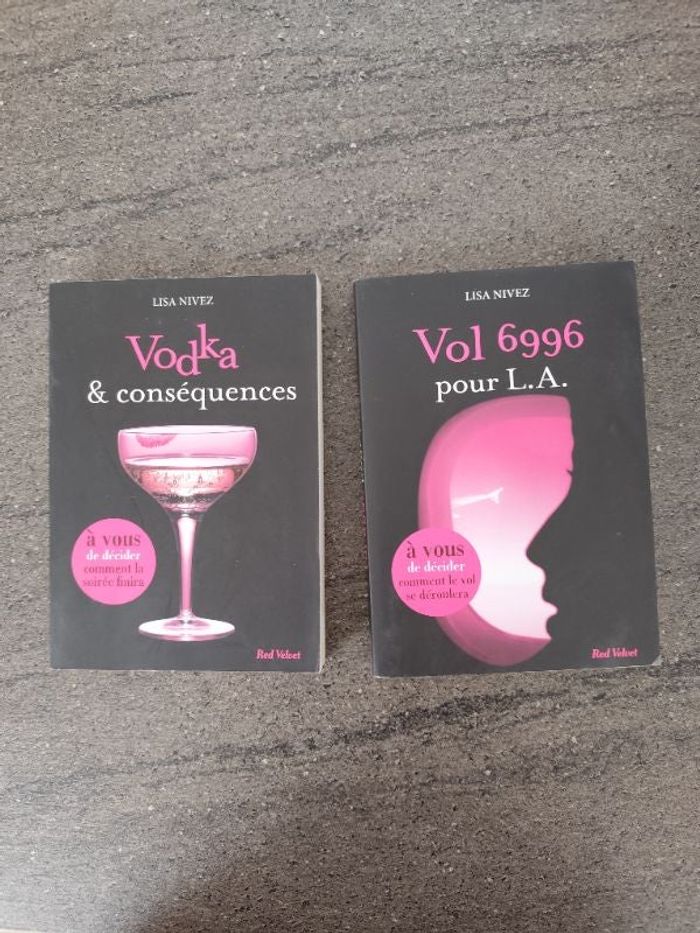 LISA NIVEZ
Vodka
& conséquences
à vous
de décider
comment la
soirée finira
Red Velvet
LISA NIVEZ
Vol 6996
pour L.A.
à vous
de décider
comment le vol
se déroulera
Red Velvet